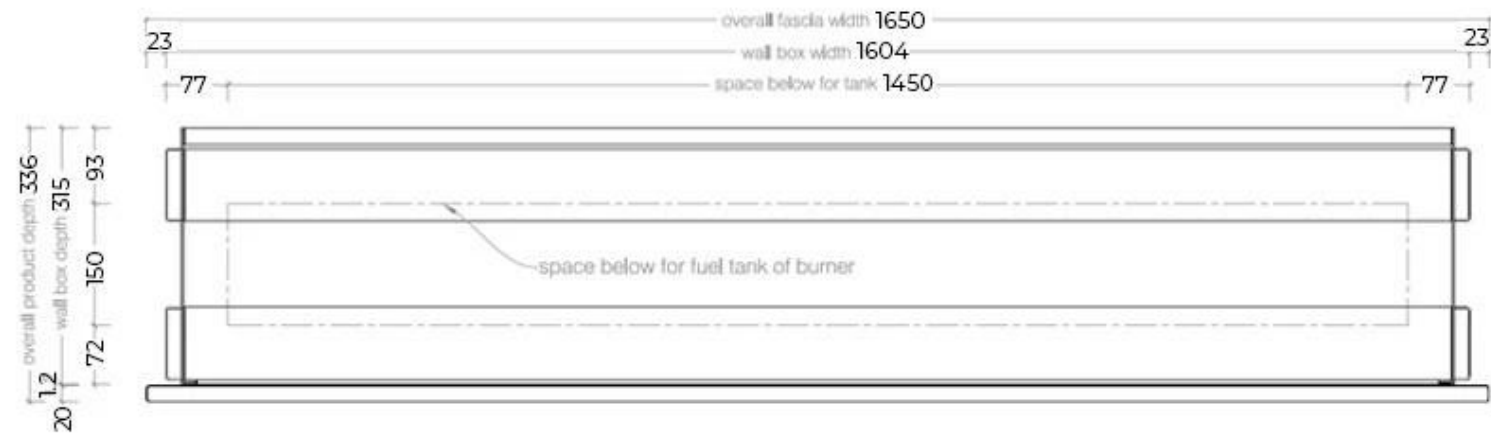 overall fascia width 1650
23
23
wall box width 1604
77
space below for tank 1450
77
overall product depth 336
wall box depth 315
93
150
72
1.2
20
space below for fuel tank of burner